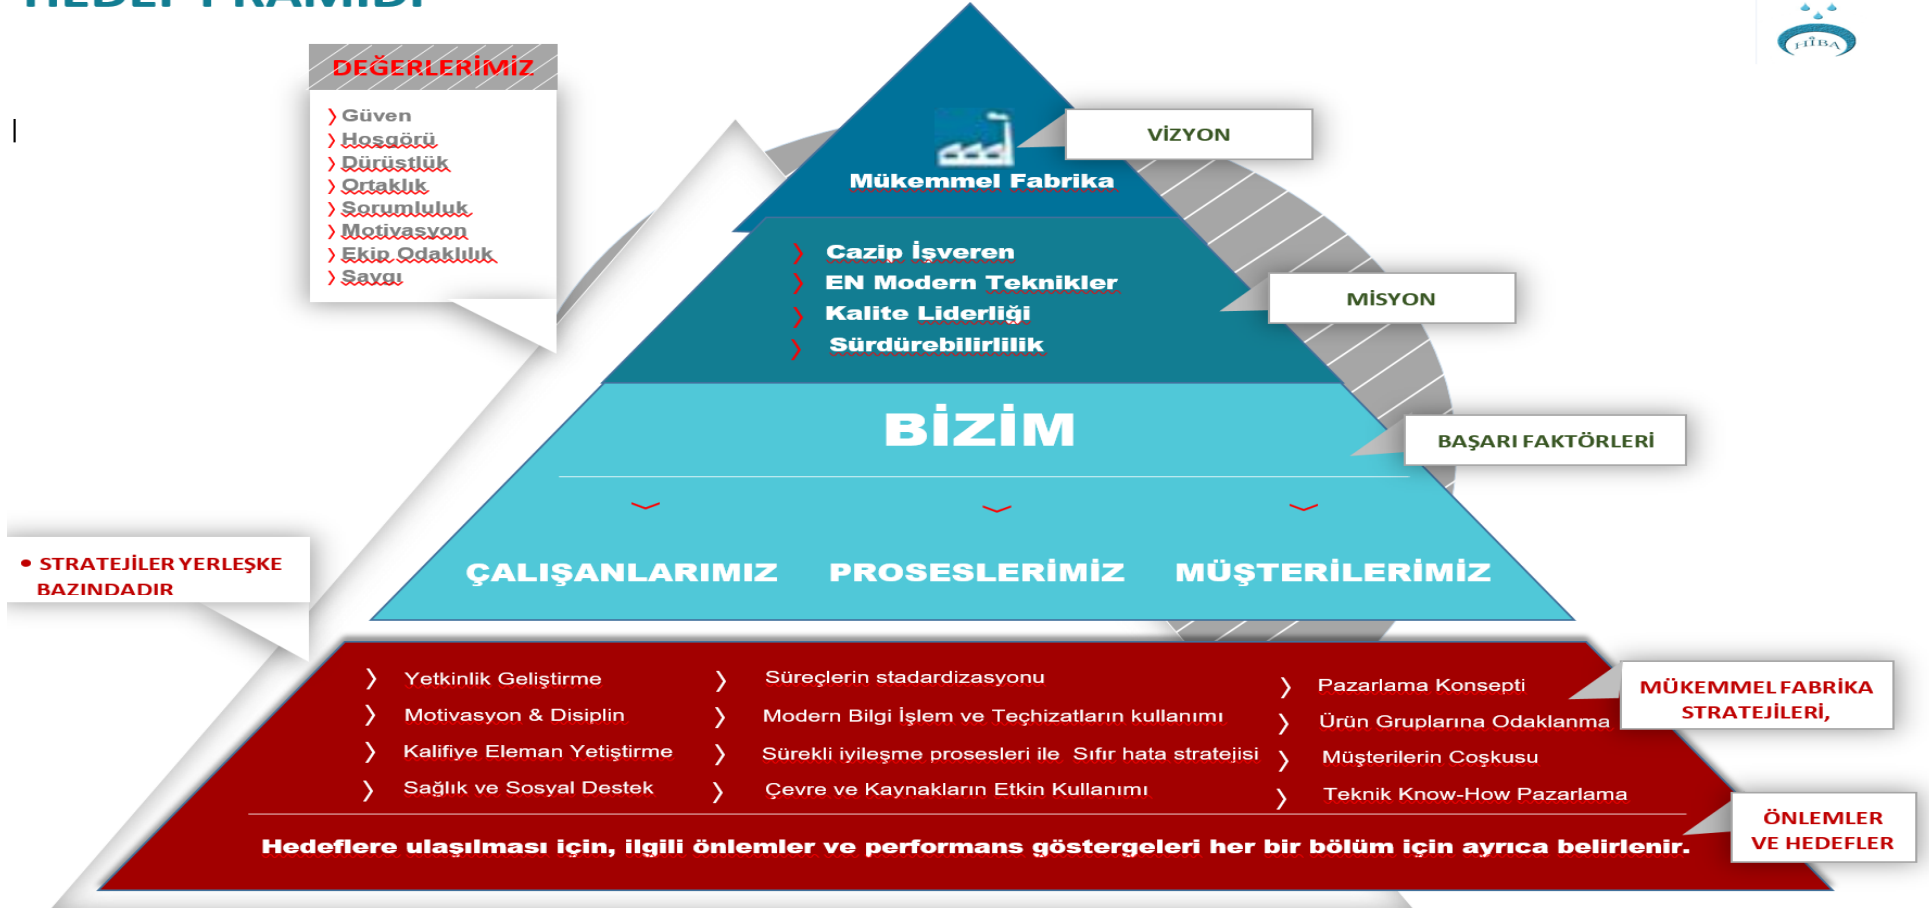 HEDEF PRAMİDİ
HİBA
DEĞERLERİMİZ
Güven
Hoşgörü
Dürüstlük
Ortaklık
Sorumluluk
Motivasyon
Ekip Odaklılık
Saygı
VİZYON
Mükemmel Fabrika
Cazip İşveren
EN Modern Teknikler
Kalite Liderliği
Sürdürebilirlilik
MİSYON
BİZİM
BAŞARI FAKTÖRLERİ
ÇALIŞANLARIMIZ PROSESLERİMİZ MÜŞTERİLERİMİZ
• STRATEJİLER YERLEŞKE
BAZINDADIR
Yetkinlik Geliştirme
Motivasyon & Disiplin
Kalifiye Eleman Yetiştirme
Sağlık ve Sosyal Destek
Süreçlerin stadardizasyonu
Modern Bilgi İşlem ve Teçhizatların kullanımı
Sürekli iyileşme prosesleri ile Sıfır hata stratejisi
Çevre ve Kaynakların Etkin Kullanımı
Pazarlama Konsepti
Ürün Gruplarına Odaklanma
Müşterilerin Coşkusu
Teknik Know-How Pazarlama
MÜKEMMEL FABRİKA
STRATEJİLERİ,
Hedeflere ulaşılması için, ilgili önlemler ve performans göstergeleri her bir bölüm için ayrıca belirlenir.
ÖNLEMLER
VE HEDEFLER